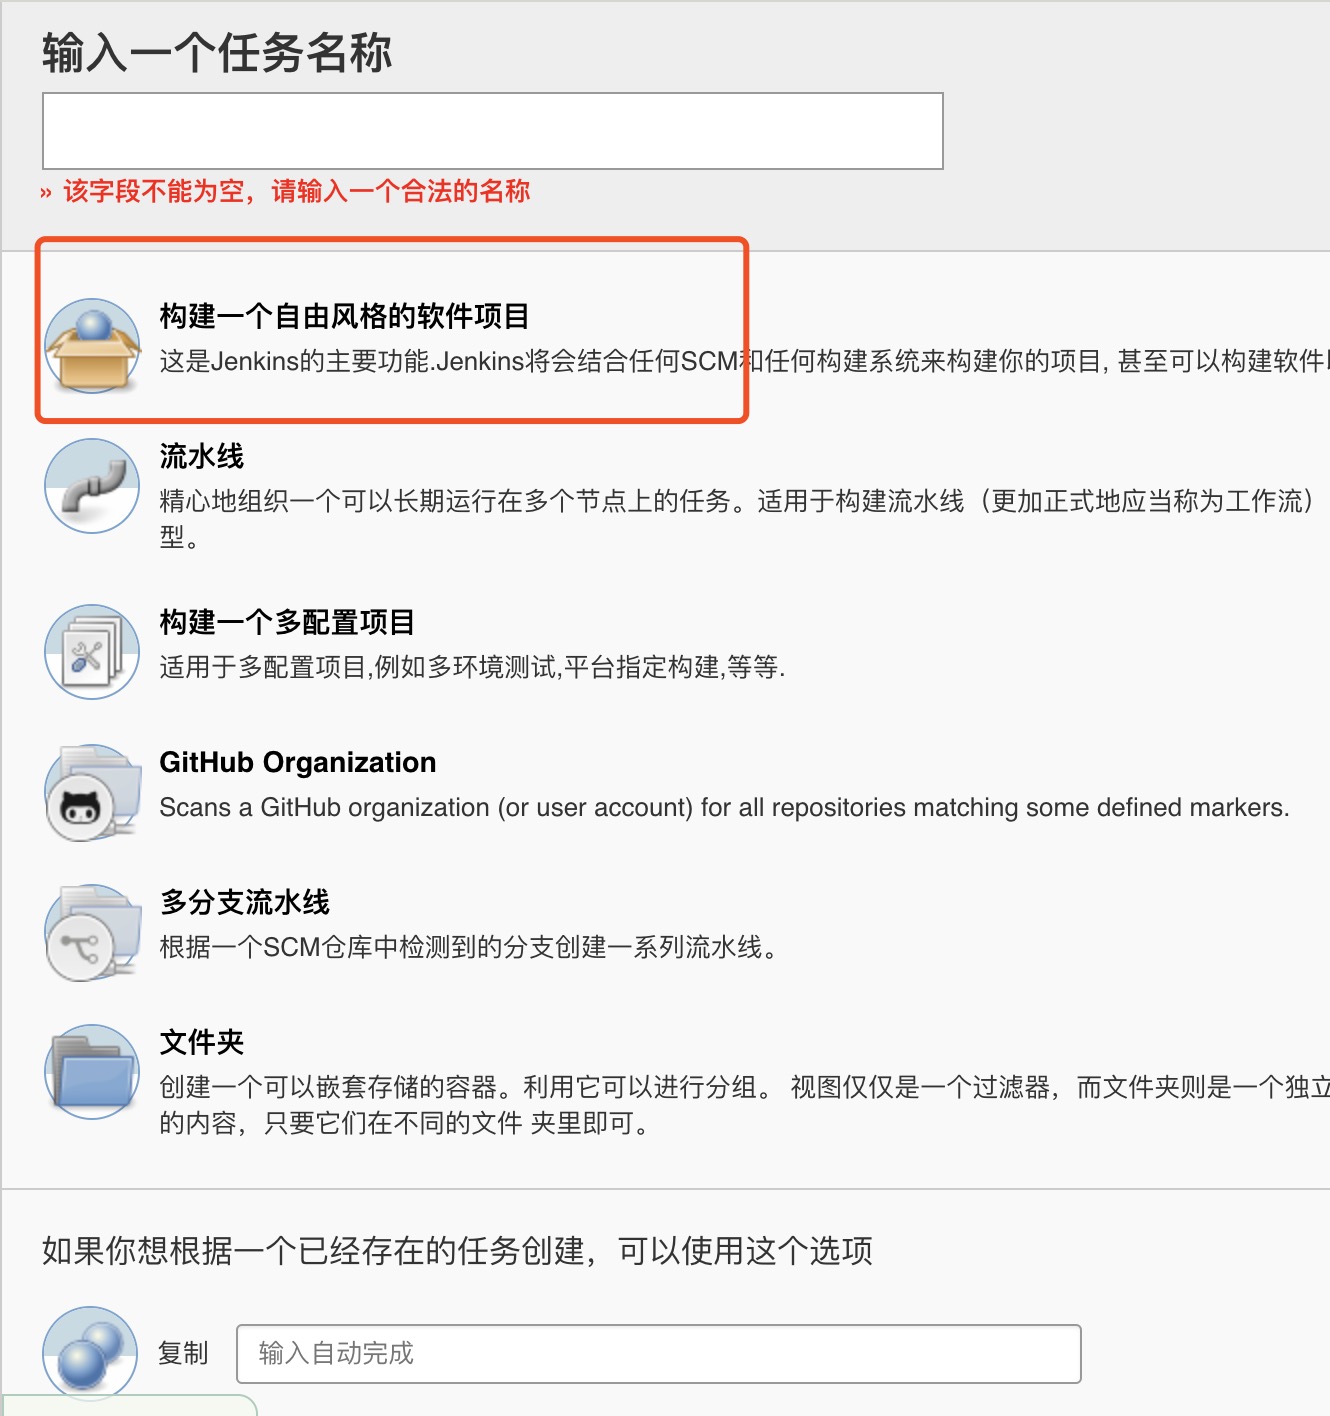 输入一个任务名称
» 该字段不能为空，请输入一个合法的名称
构建一个自由风格的软件项目
这是Jenkins的主要功能.Jenkins将会结合任何SCM和任何构建系统来构建你的项目, 甚至可以构建软件
流水线
精心地组织一个可以长期运行在多个节点上的任务。适用于构建流水线（更加正式地应当称为工作流）
型。
构建一个多配置项目
适用于多配置项目,例如多环境测试,平台指定构建,等等.
GitHub Organization
Scans a GitHub organization (or user account) for all repositories matching some defined markers.
多分支流水线
根据一个SCM仓库中检测到的分支创建一系列流水线。
文件夹
创建一个可以嵌套存储的容器。利用它可以进行分组。 视图仅仅是一个过滤器，而文件夹则是一个独立
的内容，只要它们在不同的文件 夹里即可。
如果你想根据一个已经存在的任务创建，可以使用这个选项
复制 输入自动完成